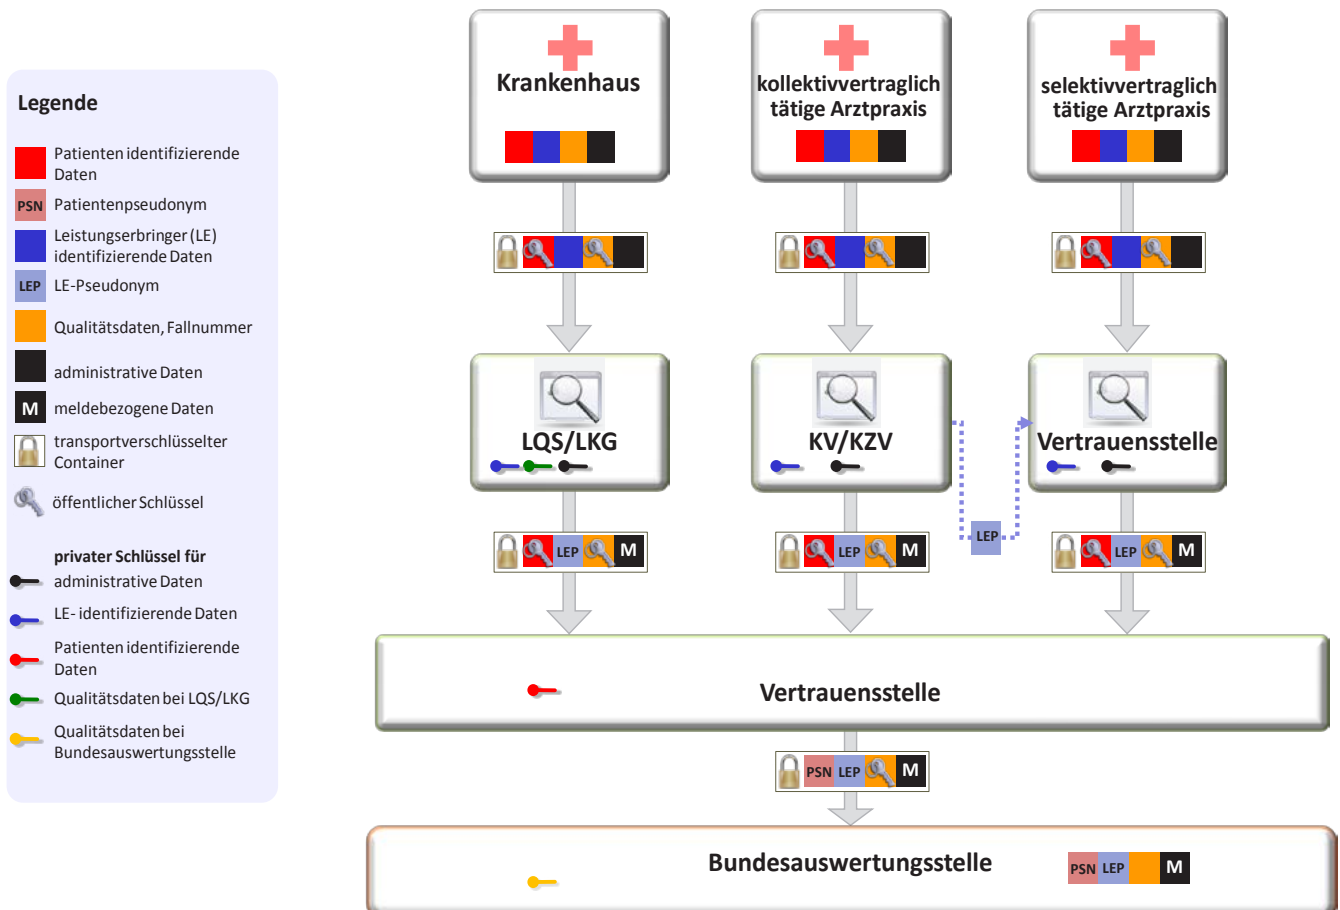 Legende
Patienten identifizierende
Daten
PSN
Patientenpseudonym
Leistungserbringer (LE)
identifizierende Daten
LEP
LE-Pseudonym
Qualitätsdaten, Fallnummer
administrative Daten
M
meldebezogene Daten
transportverschlüsselter
Container
öffentlicher Schlüssel
privater Schlüssel für
administrative Daten
LE- identifizierende Daten
Patienten identifizierende
Daten
Qualitätsdaten bei LQS/LKG
Qualitätsdaten bei
Bundesauswertungsstelle
Krankenhaus
kollektivvertraglich
tätige Arztpraxis
selektivvertraglich
tätige Arztpraxis
LQS/LKG
KV/KZV
Vertrauensstelle
LEP
LEP M
LEP M
LEP M
Vertrauensstelle
PSN LEP M
Bundesauswertungsstelle
PSN LEP M